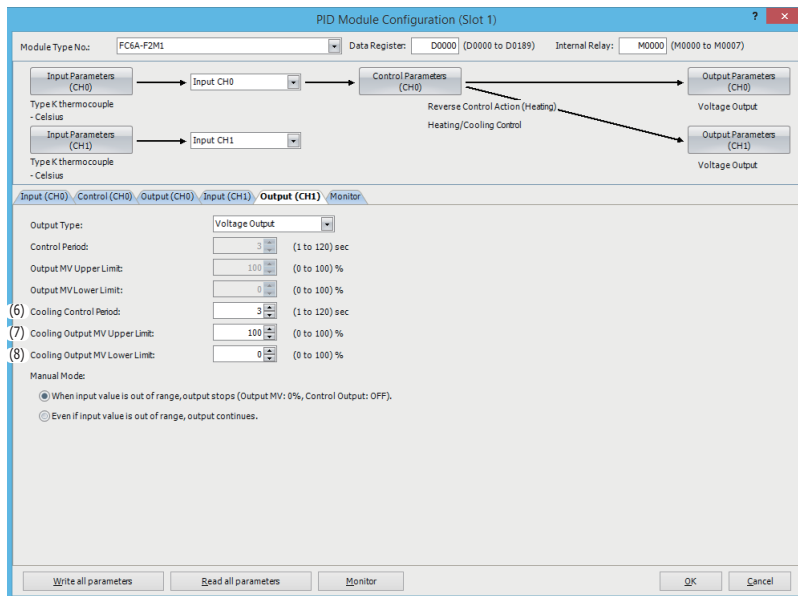 PID Module Configuration (Slot 1)
? x
Module Type No.: FC6A-F2M1 Data Register: D0000 (D0000 to D0189) Internal Relay: M0000 (M0000 to M0007)
Input Parameters (CH0)
Input CH0
Control Parameters (CH0)
Output Parameters (CH0)
Type K thermocouple
- Celsius
Reverse Control Action (Heating)
Heating/Cooling Control
Voltage Output
Input Parameters (CH1)
Input CH1
Output Parameters (CH1)
Type K thermocouple
- Celsius
Voltage Output
Input (CH0) Control (CH0) Output (CH0) Input (CH1) Output (CH1) Monitor
Output Type: Voltage Output
Control Period: 3 (1 to 120) sec
Output MV Upper Limit: 100 (0 to 100) %
Output MV Lower Limit: 0 (0 to 100) %
(6) Cooling Control Period: 3 (1 to 120) sec
(7) Cooling Output MV Upper Limit: 100 (0 to 100) %
(8) Cooling Output MV Lower Limit: 0 (0 to 100) %
Manual Mode:
When input value is out of range, output stops (Output MV: 0%, Control Output: OFF).
Even if input value is out of range, output continues.
Write all parameters Read all parameters Monitor OK Cancel